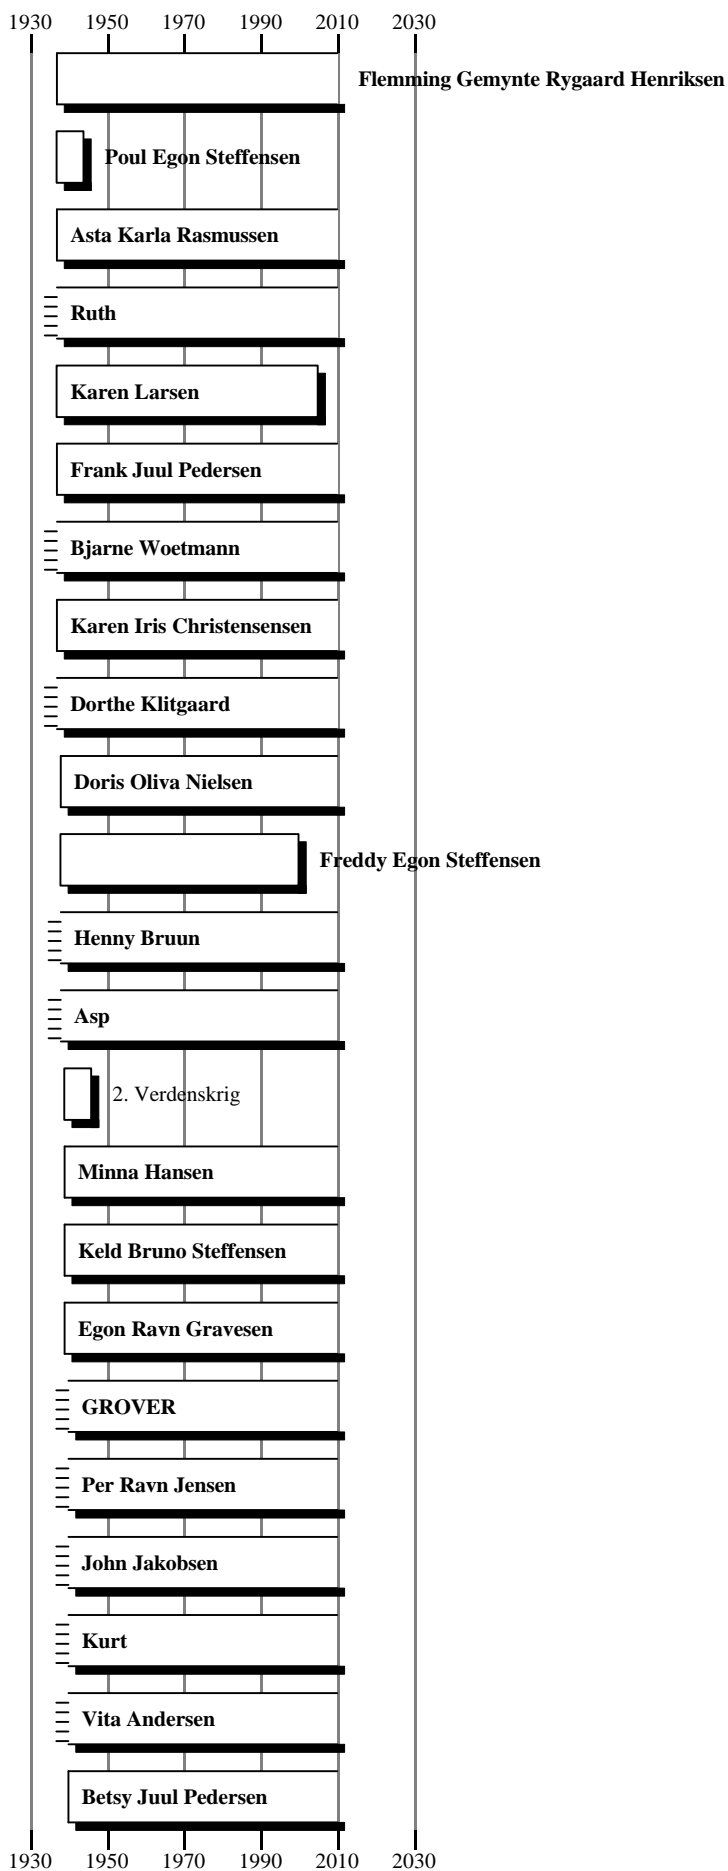 1930 1950 1970 1990 2010 2030
Flemming Gemynte Rygaard Henriksen
Poul Egon Steffensen
Asta Karla Rasmussen
Ruth
Karen Larsen
Frank Juul Pedersen
Bjarne Woetmann
Karen Iris Christensensen
Dorthe Klitgaard
Doris Oliva Nielsen
Freddy Egon Steffensen
Henny Bruun
Asp
2. Verdenskrig
Minna Hansen
Keld Bruno Steffensen
Egon Ravn Gravesen
GROVER
Per Ravn Jensen
John Jakobsen
Kurt
Vita Andersen
Betsy Juul Pedersen
1930 1950 1970 1990 2010 2030